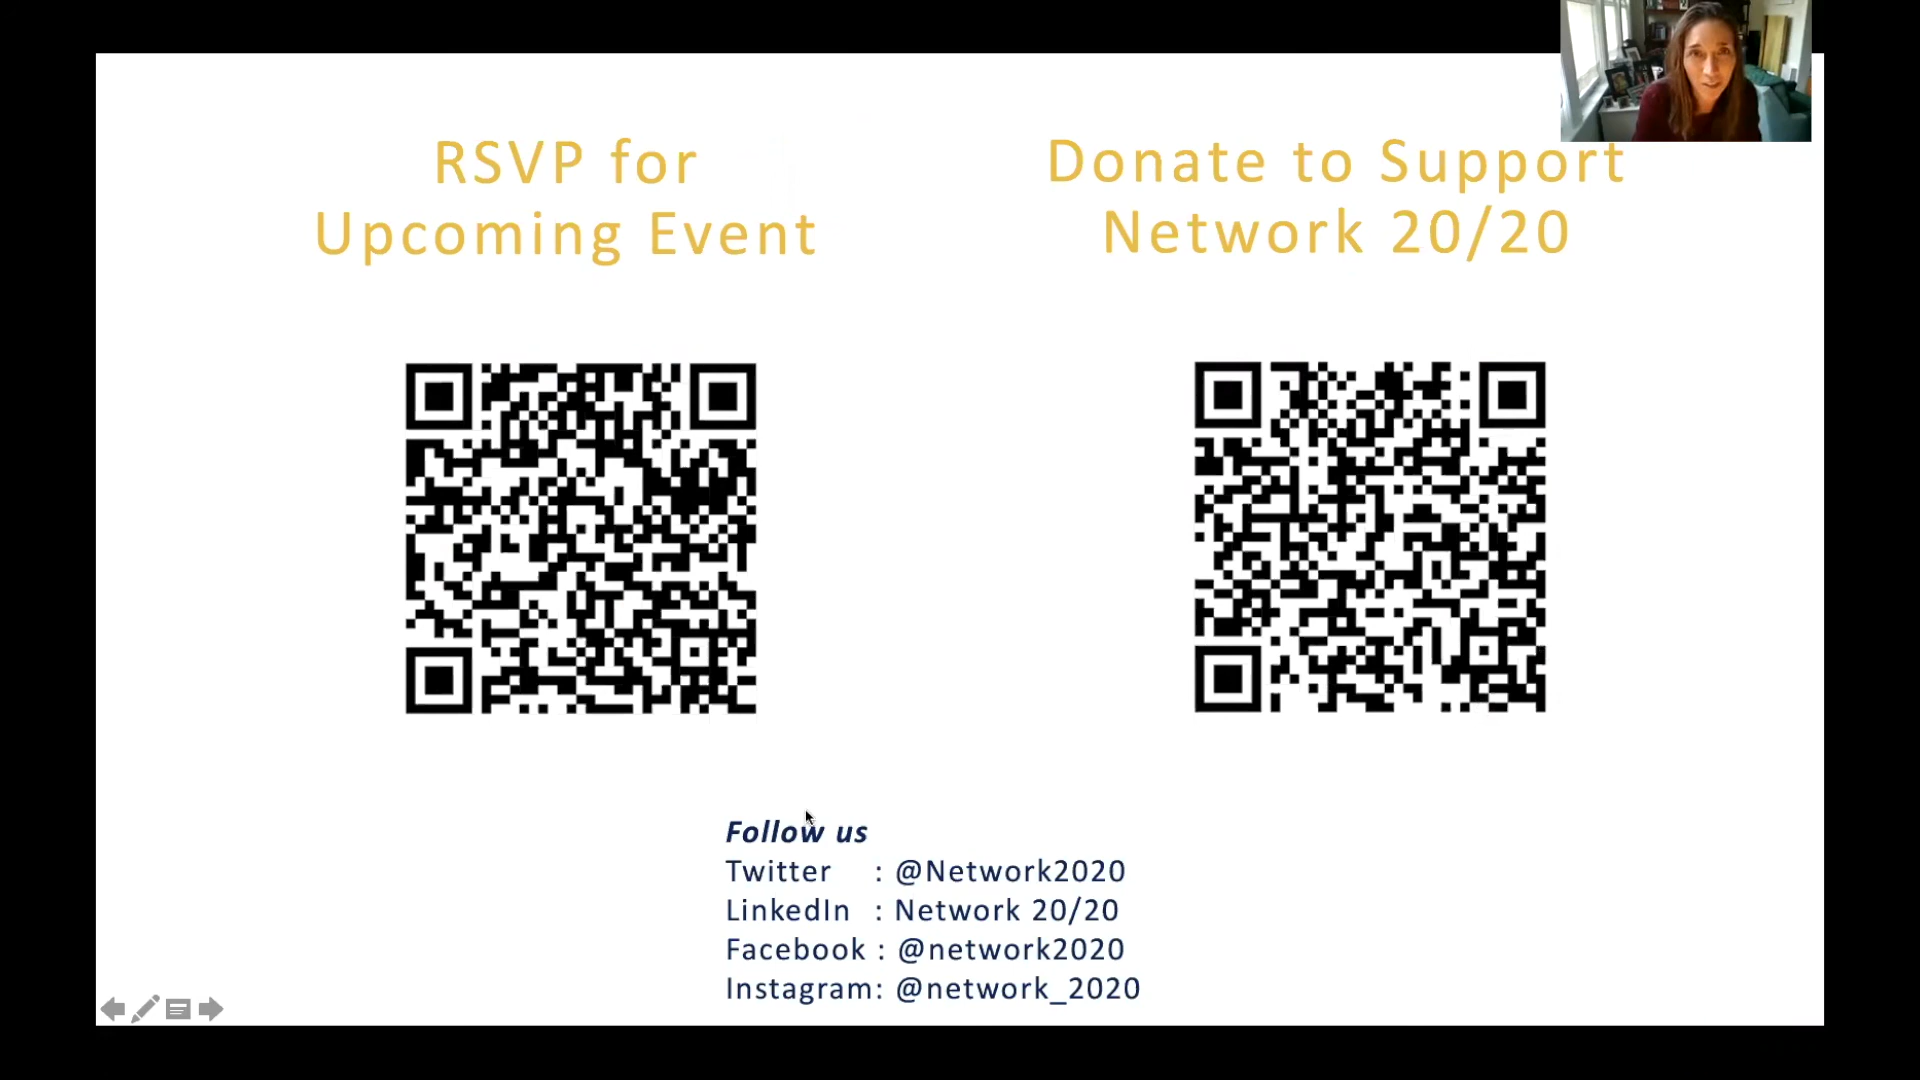 RSVP for
Upcoming Event
Donate to Support
Network 20/20
Follow us
Twitter : @Network2020
LinkedIn : Network 20/20
Facebook : @network2020
Instagram: @network_2020